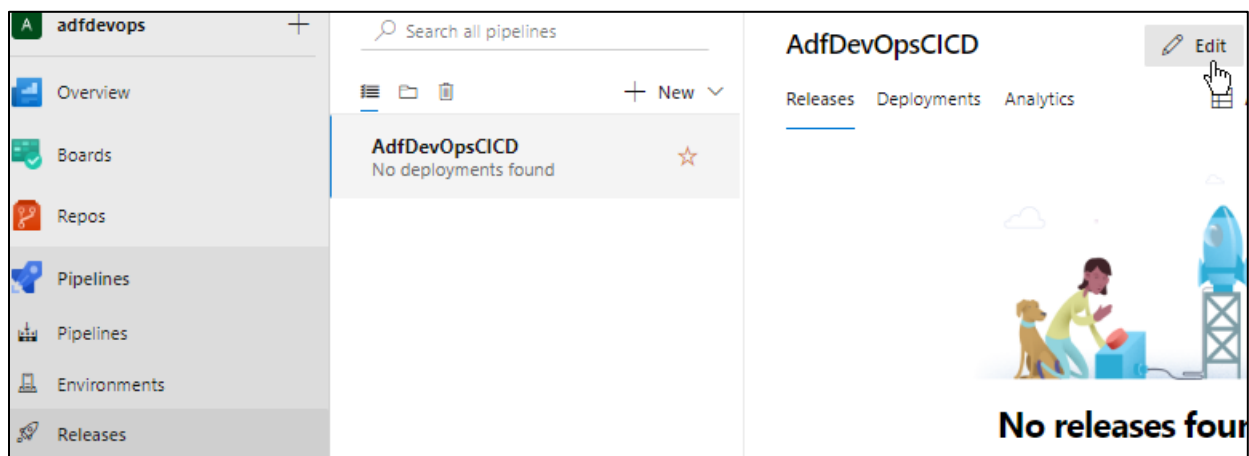 A adfdevops
Overview
Boards
Repos
Pipelines
Pipelines
Environments
Releases
Search all pipelines
New
AdfDevOpsCICD
No deployments found
AdfDevOpsCICD
Edit
Releases Deployments Analytics
No releases four